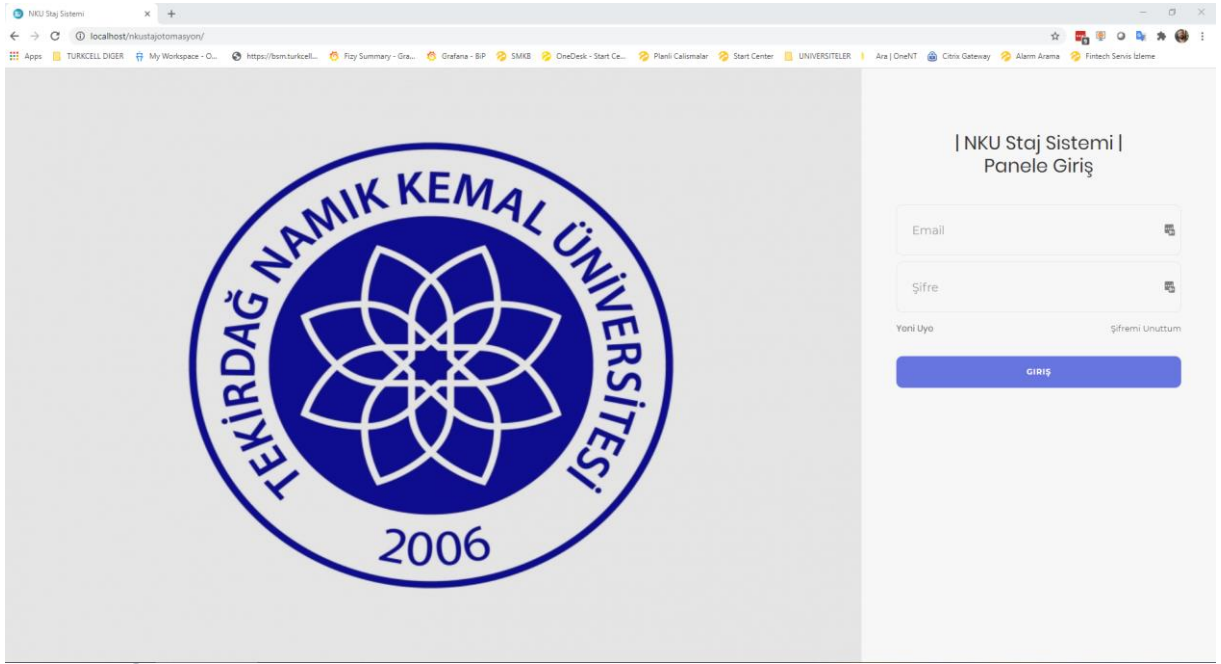 NKU Staj Sistemi
localhost/nkustajotomasyon/
Apps TURKCELL DIGER My Workspace - O... https://bsm.turkcell... Fizy Summary - Gra... Grafana - BiP SMKB OneDesk - Start Ce... Planli Calismalar Start Center UNIVERSITELER Ara | OneNT Citrix Gateway Alarm Arama Fintech Servis İzleme
TEKİRDAĞ NAMIK KEMAL ÜNİVERSİTESİ
2006
| NKU Staj Sistemi |
Panele Giriş
Email
Şifre
Yeni Uye Şifremi Unuttum
GIRIŞ